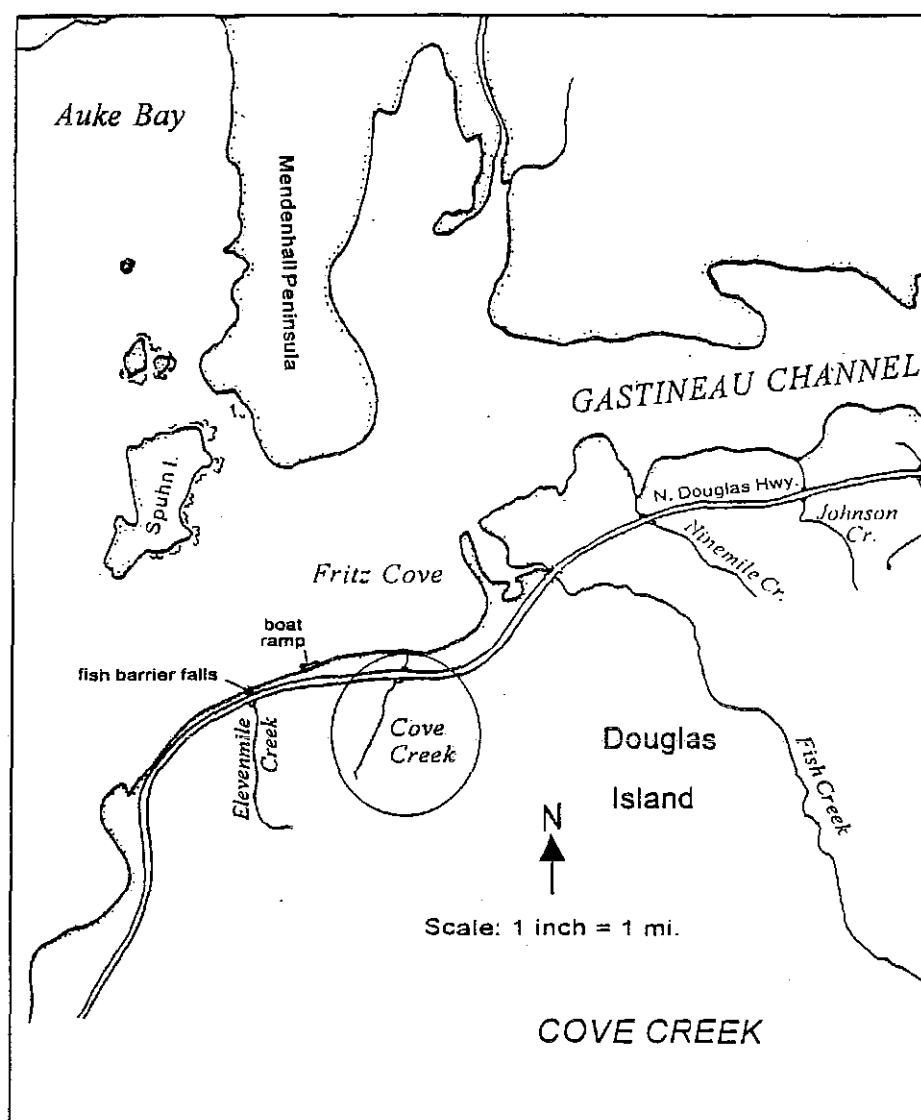 Auke Bay
Mendenhall Peninsula
GASTINEAU CHANNEL
Spuhn I.
N. Douglas Hwy.
Johnson
Cr.
Ninemile Cr.
Fritz Cove
boat
ramp
fish barrier falls
Cove
Creek
Elevenmile
Creek
Douglas
Island
Fish Creek
N
Scale: 1 inch = 1 mi.
COVE CREEK